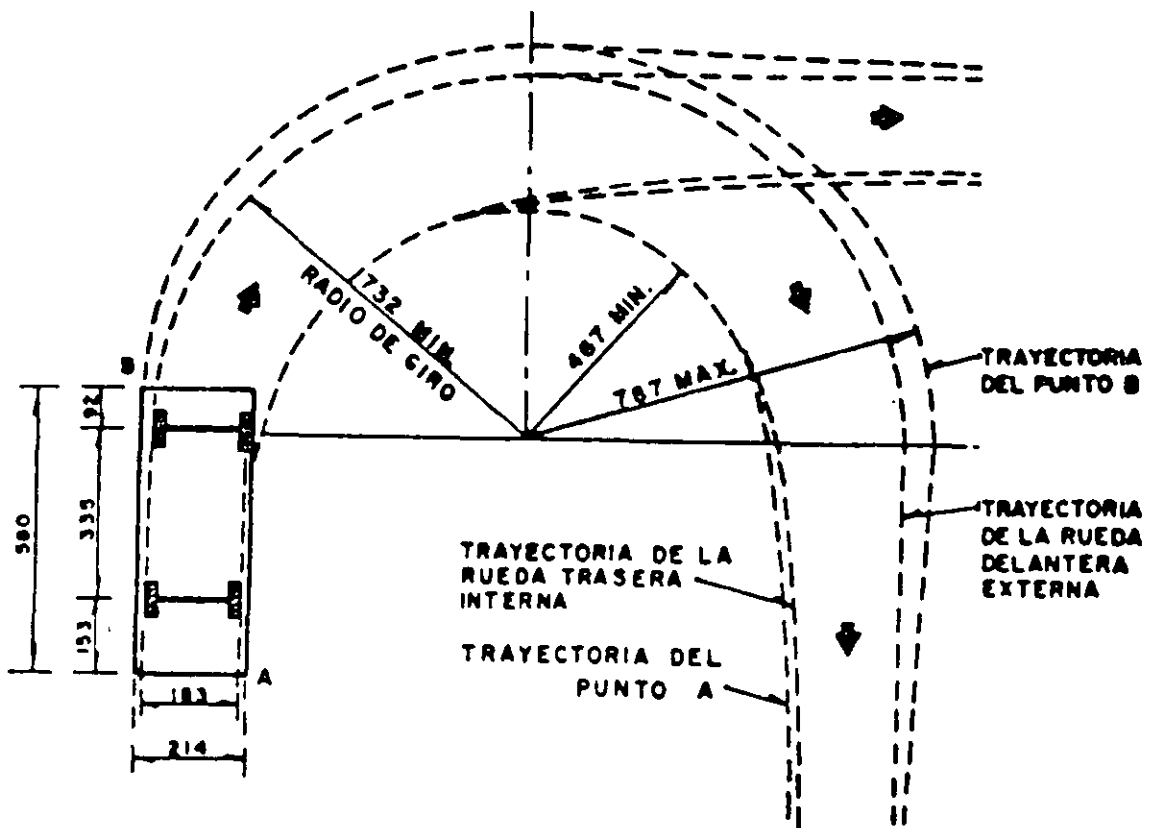 1732 MIN.
RADIO DE GIRO
467 MIN.
767 MAX.
TRAYECTORIA
DEL PUNTO B
B
92
335
580
153
A
183
214
TRAYECTORIA DE LA
RUEDA TRASERA
INTERNA
TRAYECTORIA DEL
PUNTO A
TRAYECTORIA
DE LA RUEDA
DELANTERA
EXTERNA